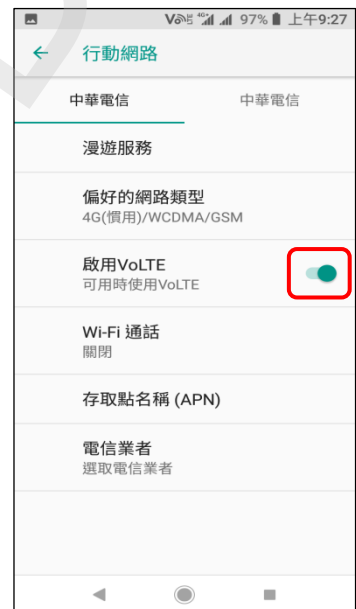 VoLTE 4G 97% 上午9:27
行動網路
中華電信 中華電信
漫遊服務
偏好的網路類型
4G(慣用)/WCDMA/GSM
啟用VoLTE
可用時使用VoLTE
Wi-Fi 通話
關閉
存取點名稱 (APN)
電信業者
選取電信業者